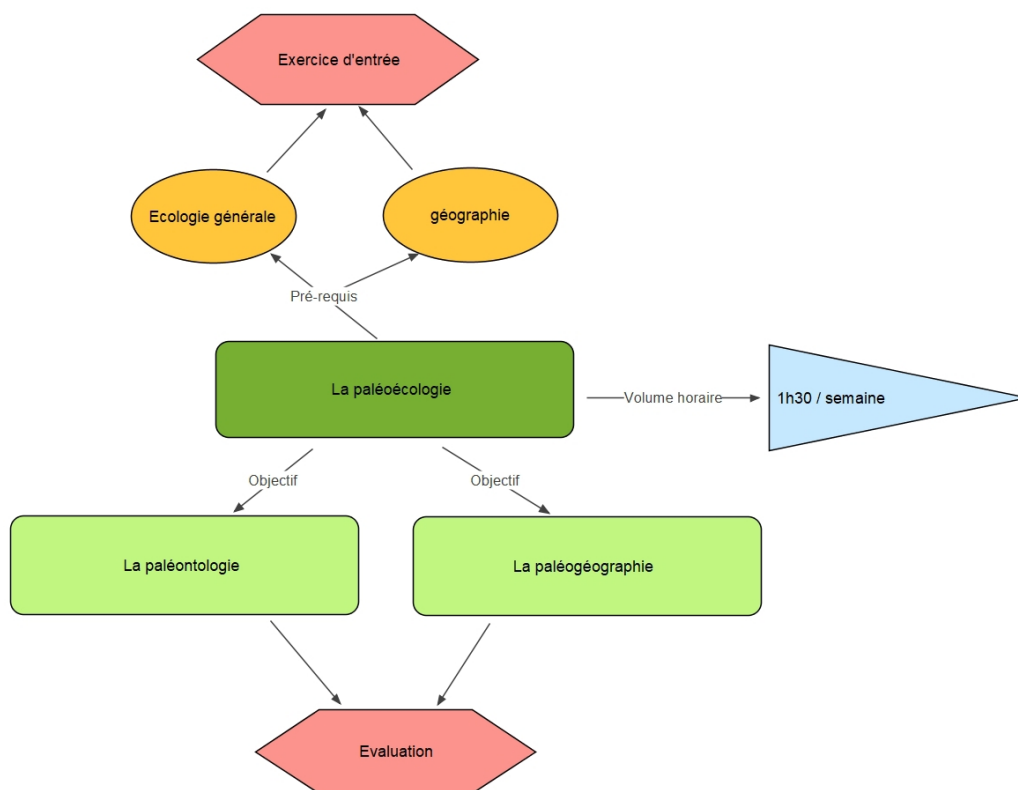 Exercice d'entrée
Ecologie générale
géographie
Pré-requis
La paléoécologie
Volume horaire
1h30 / semaine
Objectif
Objectif
La paléontologie
La paléogéographie
Evaluation